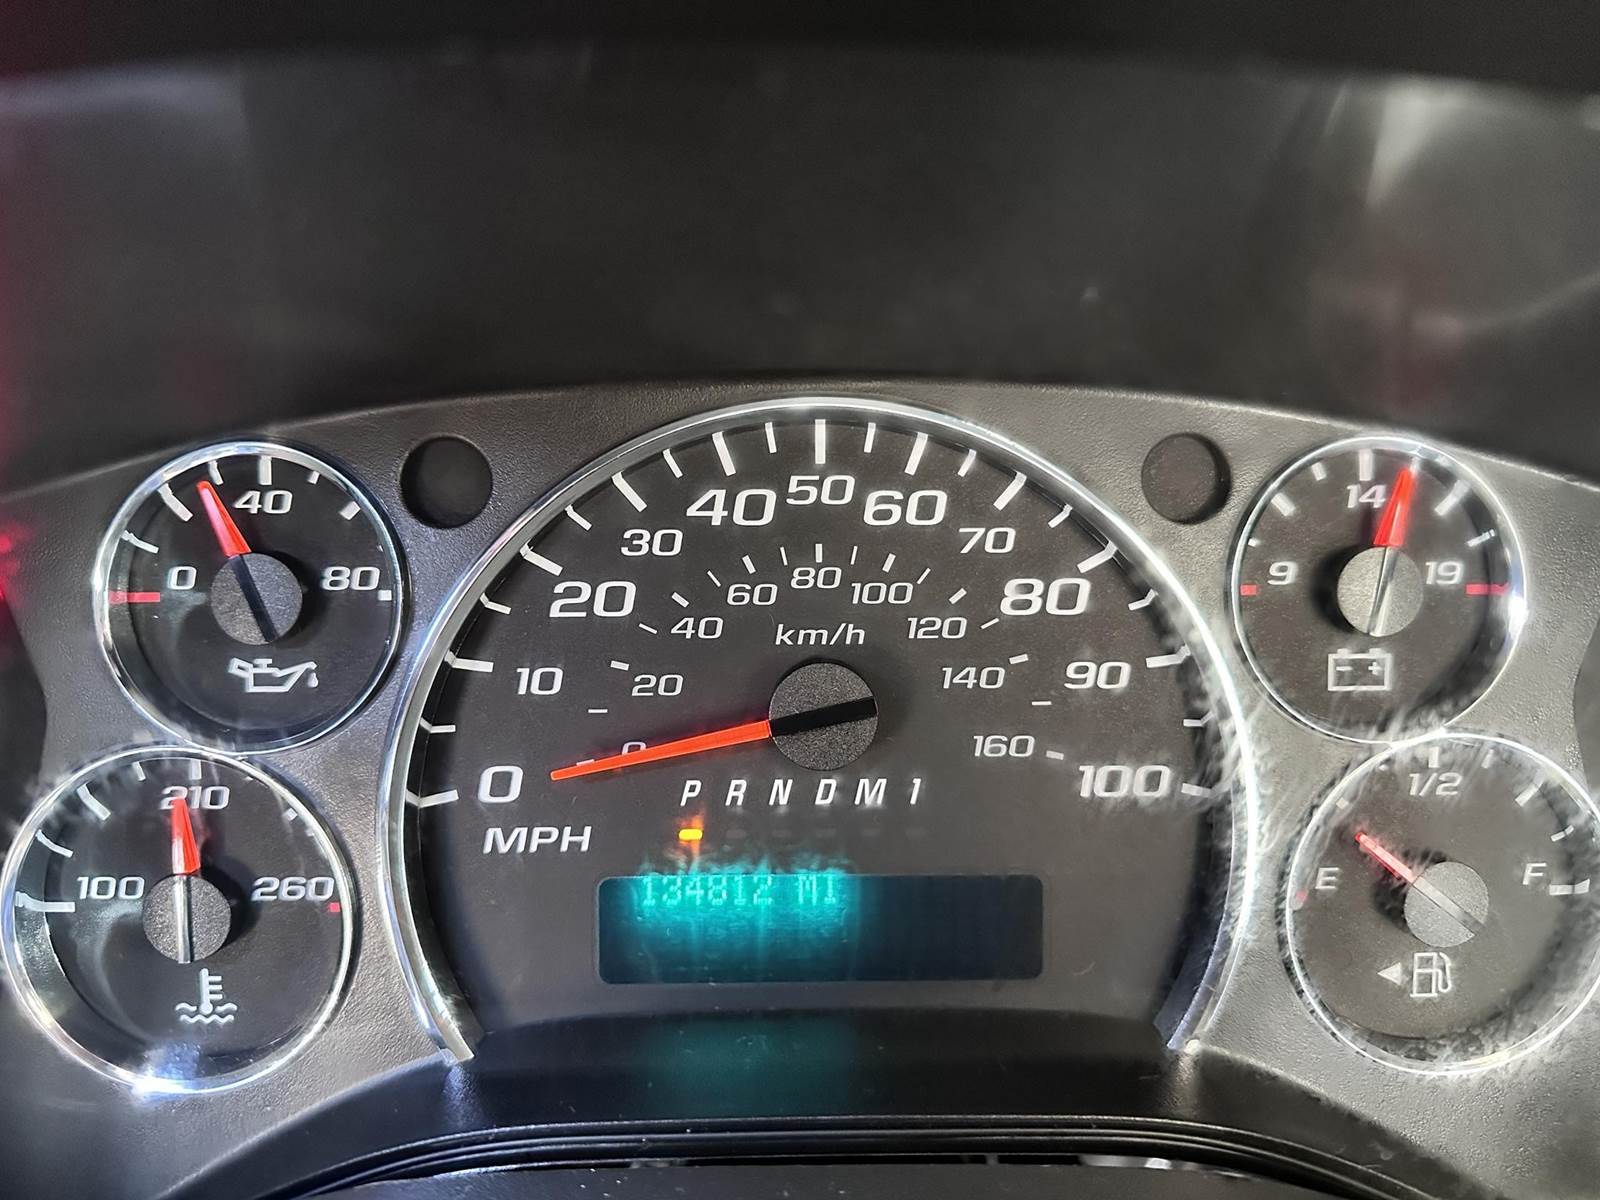 0 40 80
100 210 260
0 10 20 30 40 50 60 70 80 90 100
MPH
0 20 40 60 80 100 120 140 160
km/h
P R N D M 1
134812 MI
9 14 19
E 1/2 F